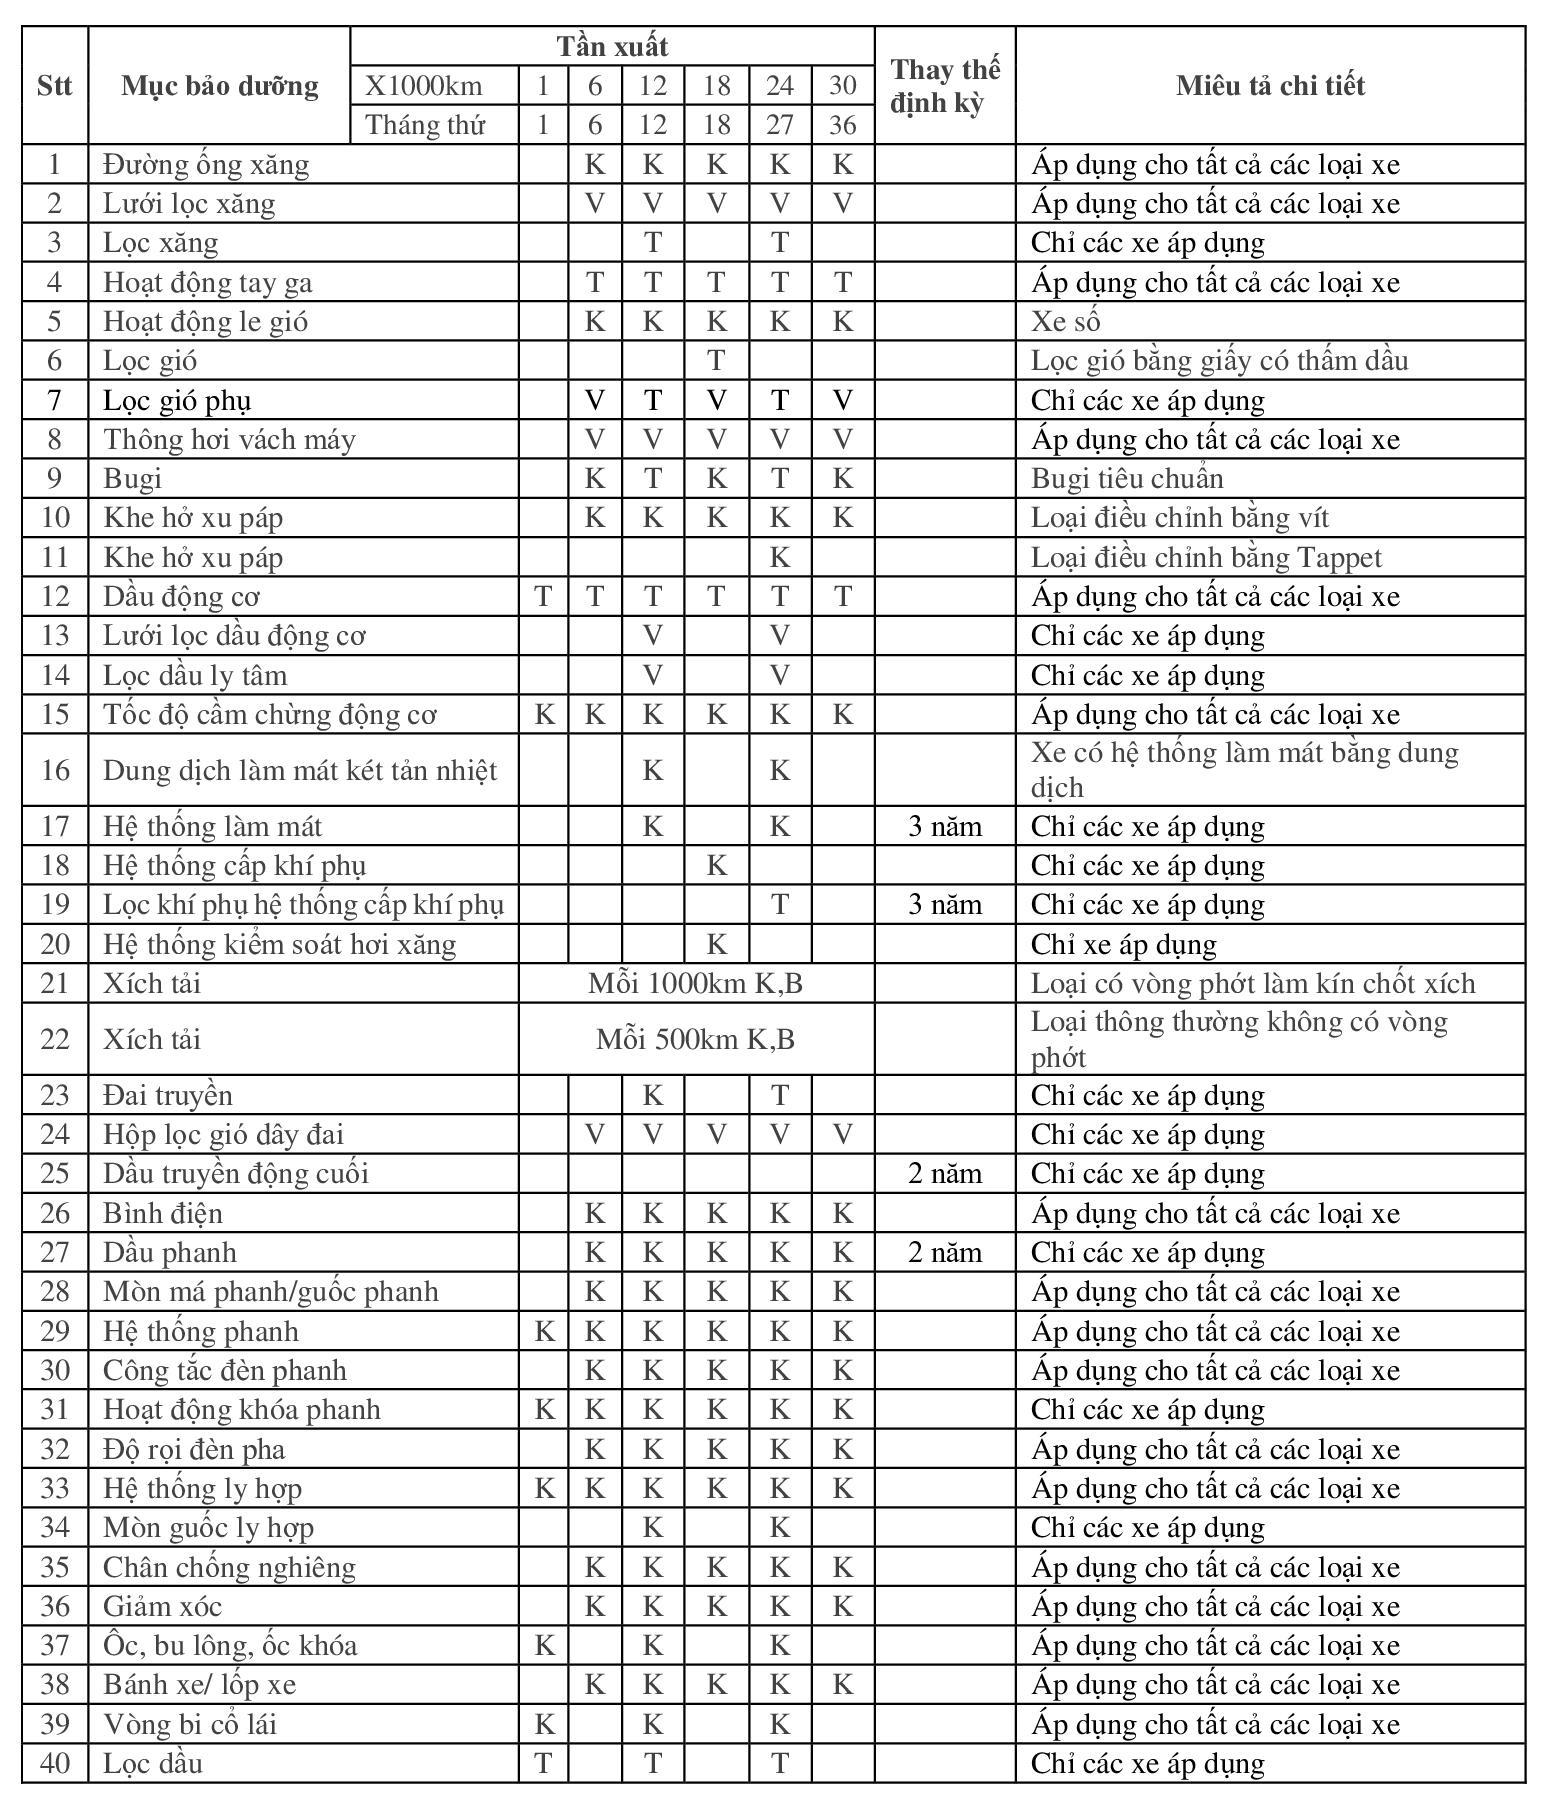 Stt Mục bảo dưỡng Tần xuất Thay thế định kỳ Miêu tả chi tiết
X1000km 1 6 12 18 24 30
Tháng thứ 1 6 12 18 27 36
1 Đường ống xăng K K K K K Áp dụng cho tất cả các loại xe
2 Lưới lọc xăng V V V V V Áp dụng cho tất cả các loại xe
3 Lọc xăng T T Chỉ các xe áp dụng
4 Hoạt động tay ga T T T T T Áp dụng cho tất cả các loại xe
5 Hoạt động le gió K K K K K Xe số
6 Lọc gió T Lọc gió bằng giấy có thấm dầu
7 Lọc gió phụ V T V T V Chỉ các xe áp dụng
8 Thông hơi vách máy V V V V V Áp dụng cho tất cả các loại xe
9 Bugi K T K T K Bugi tiêu chuẩn
10 Khe hở xu páp K K K K K Loại điều chỉnh bằng vít
11 Khe hở xu páp K Loại điều chỉnh bằng Tappet
12 Dầu động cơ T T T T T T Áp dụng cho tất cả các loại xe
13 Lưới lọc dầu động cơ V V Chỉ các xe áp dụng
14 Lọc dầu ly tâm V V Chỉ các xe áp dụng
15 Tốc độ cầm chừng động cơ K K K K K K Áp dụng cho tất cả các loại xe
16 Dung dịch làm mát két tản nhiệt K K Xe có hệ thống làm mát bằng dung
dịch
17 Hệ thống làm mát K K 3 năm Chỉ các xe áp dụng
18 Hệ thống cấp khí phụ K Chỉ các xe áp dụng
19 Lọc khí phụ hệ thống cấp khí phụ T 3 năm Chỉ các xe áp dụng
20 Hệ thống kiểm soát hơi xăng K Chỉ xe áp dụng
21 Xích tải Mỗi 1000km K,B Loại có vòng phớt làm kín chốt xích
22 Xích tải Mỗi 500km K,B Loại thông thường không có vòng
phớt
23 Đai truyền K T Chỉ các xe áp dụng
24 Hộp lọc gió dây đai V V V V V Chỉ các xe áp dụng
25 Dầu truyền động cuối 2 năm Chỉ các xe áp dụng
26 Bình điện K K K K K Áp dụng cho tất cả các loại xe
27 Dầu phanh K K K K K 2 năm Chỉ các xe áp dụng
28 Mòn má phanh/guốc phanh K K K K K Áp dụng cho tất cả các loại xe
29 Hệ thống phanh K K K K K K Áp dụng cho tất cả các loại xe
30 Công tắc đèn phanh K K K K K Áp dụng cho tất cả các loại xe
31 Hoạt động khóa phanh K K K K K K Chỉ các xe áp dụng
32 Độ rọi đèn pha K K K K K Áp dụng cho tất cả các loại xe
33 Hệ thống ly hợp K K K K K K Áp dụng cho tất cả các loại xe
34 Mòn guốc ly hợp K K Chỉ các xe áp dụng
35 Chân chống nghiêng K K K K K Áp dụng cho tất cả các loại xe
36 Giảm xóc K K K K K Áp dụng cho tất cả các loại xe
37 Ốc, bu lông, ốc khóa K K K Áp dụng cho tất cả các loại xe
38 Bánh xe/ lốp xe K K K K K Áp dụng cho tất cả các loại xe
39 Vòng bi cổ lái K K K Áp dụng cho tất cả các loại xe
40 Lọc dầu T T T Chỉ các xe áp dụng